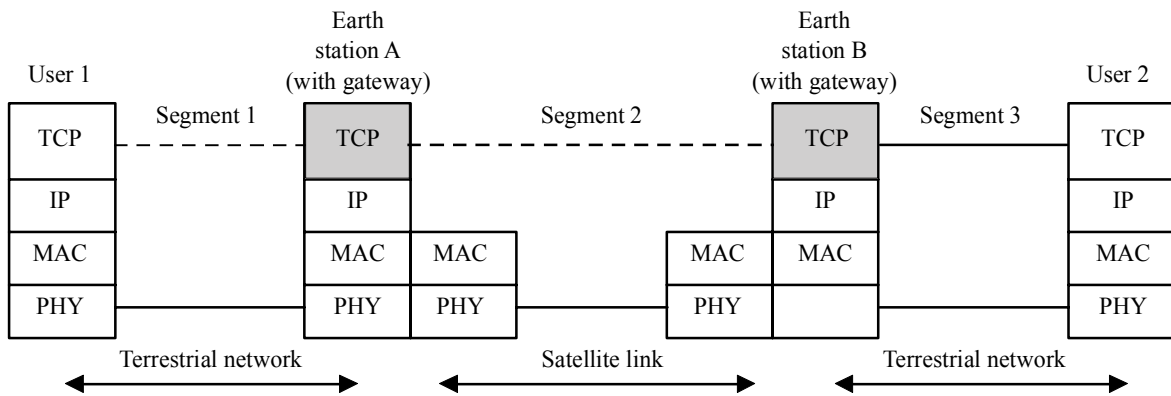 User 1
Earth
station A
(with gateway)
Earth
station B
(with gateway)
User 2
Segment 1
Segment 2
Segment 3
TCP
TCP
TCP
TCP
IP
IP
IP
IP
MAC
MAC
MAC
MAC
MAC
MAC
PHY
PHY
PHY
PHY
PHY
Terrestrial network
Satellite link
Terrestrial network